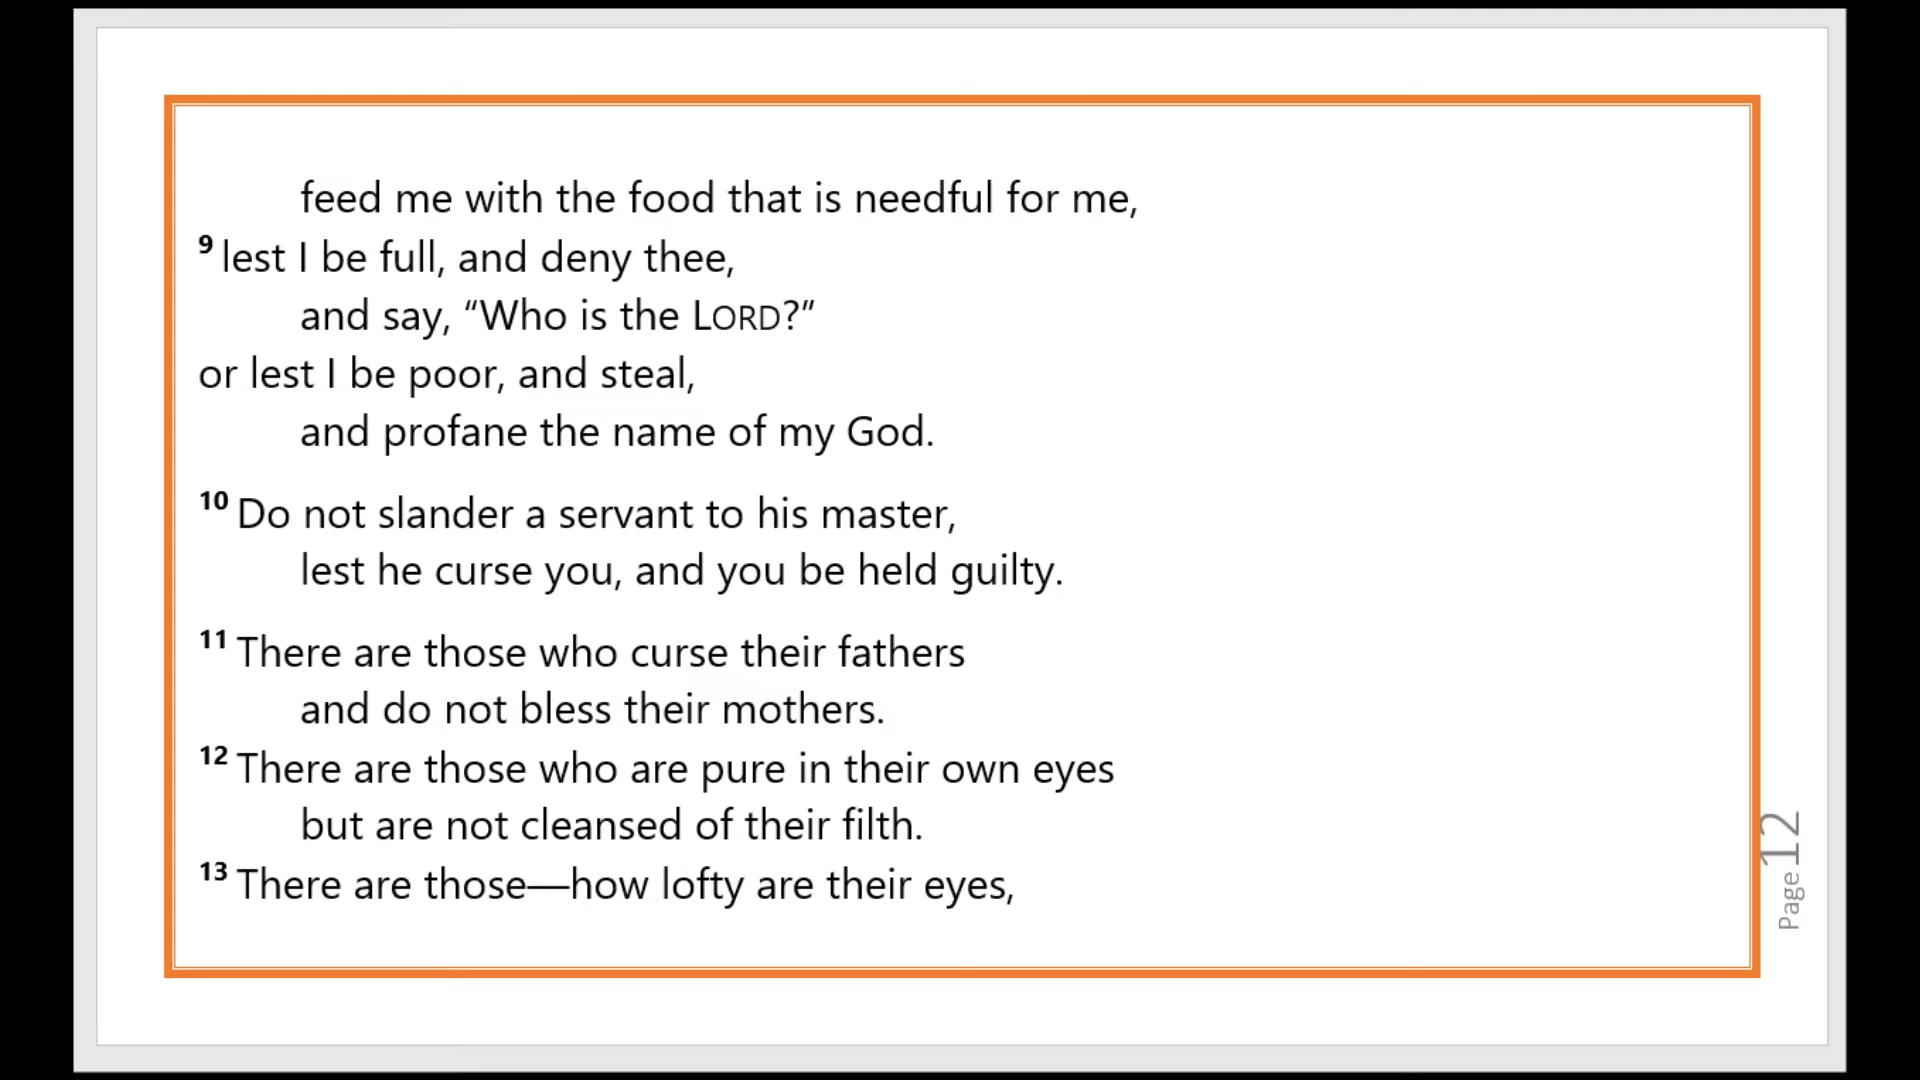 feed me with the food that is needful for me,
9 lest I be full, and deny thee,
and say, “Who is the LORD?”
or lest I be poor, and steal,
and profane the name of my God.
10 Do not slander a servant to his master,
lest he curse you, and you be held guilty.
11 There are those who curse their fathers
and do not bless their mothers.
12 There are those who are pure in their own eyes
but are not cleansed of their filth.
13 There are those—how lofty are their eyes,
Page 12